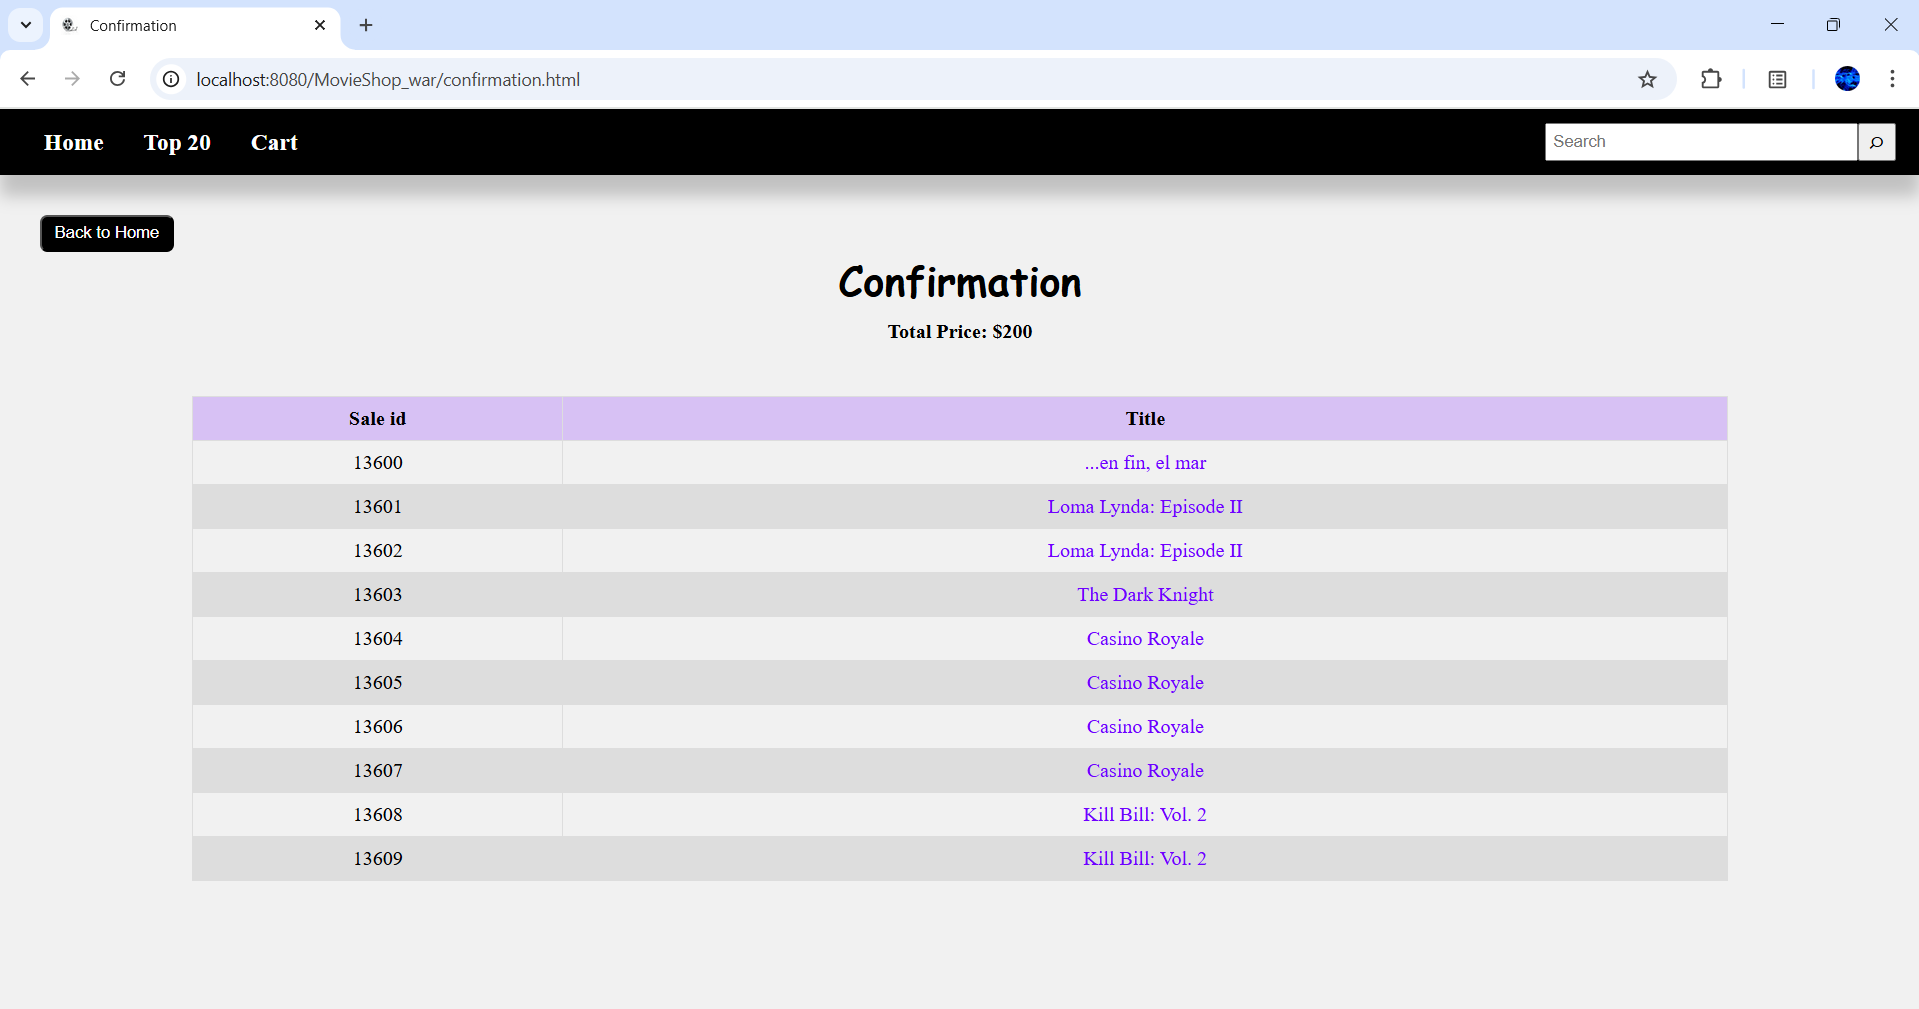 Confirmation
localhost:8080/MovieShop_war/confirmation.html
Home Top 20 Cart Search
Back to Home
Confirmation
Total Price: $200
Sale id Title
13600 ...en fin, el mar
13601 Loma Lynda: Episode II
13602 Loma Lynda: Episode II
13603 The Dark Knight
13604 Casino Royale
13605 Casino Royale
13606 Casino Royale
13607 Casino Royale
13608 Kill Bill: Vol. 2
13609 Kill Bill: Vol. 2